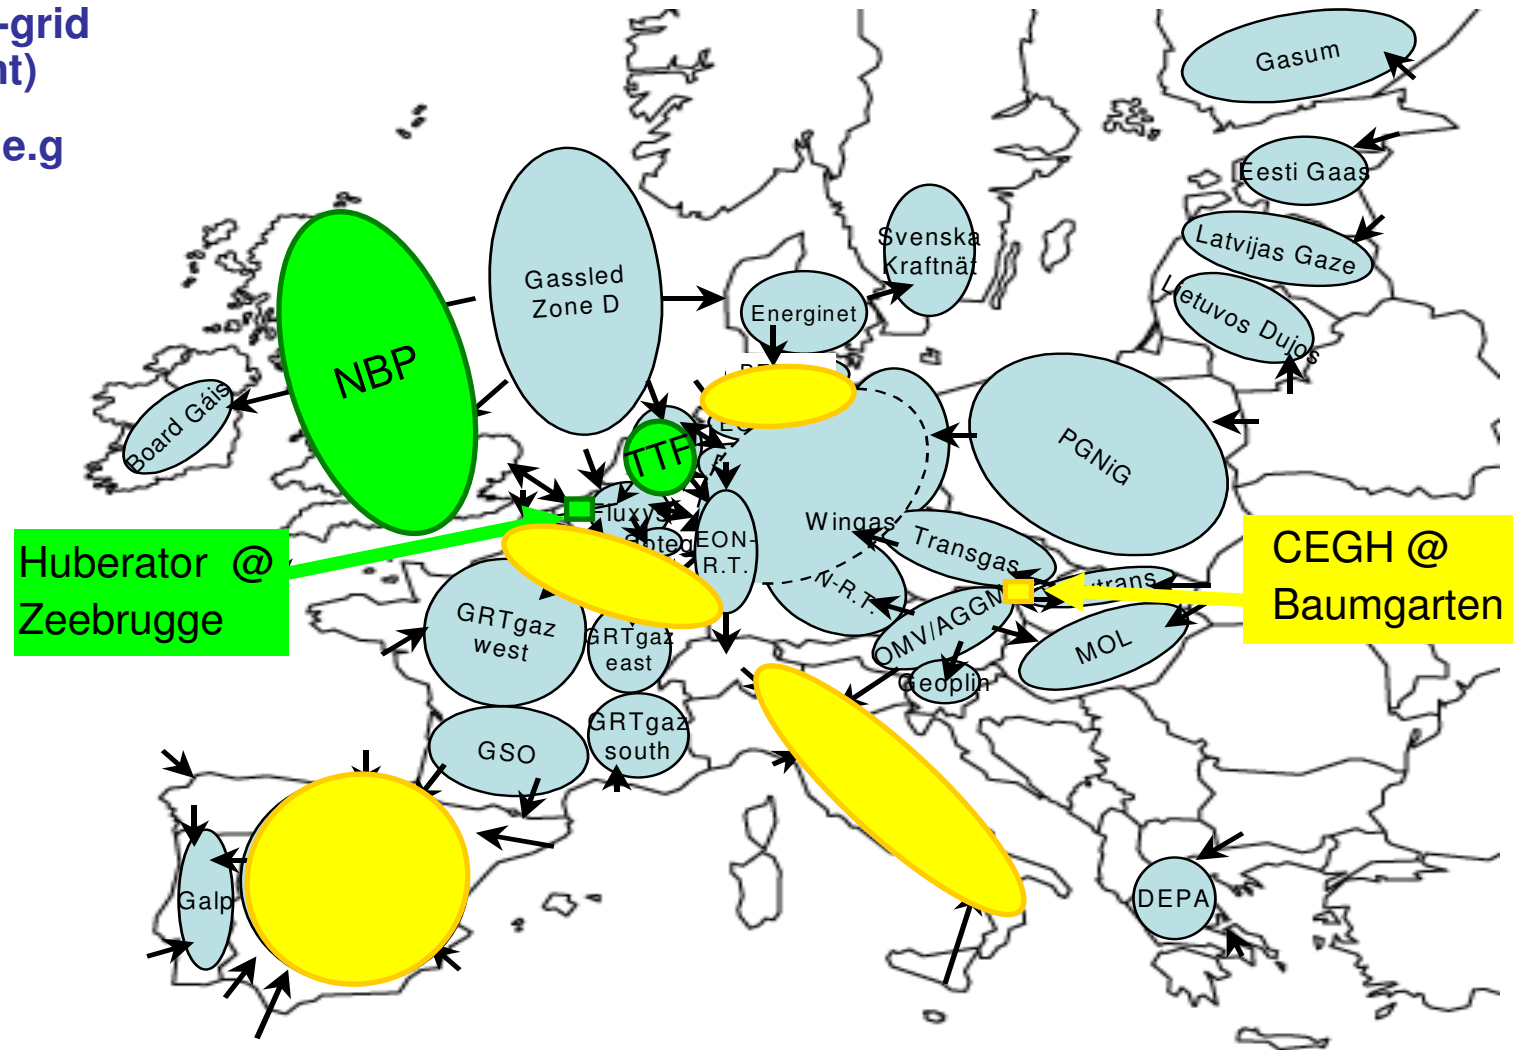 -grid
nt)
e.g
Gasum
Eesti Gaas
Latvijas Gaze
Lietuvos Dujos
Svenska
Kraftnät
Gassled
Zone D
Energinet
NBP
Board Gáis
TTF
PGNiG
Fluxys
Wingas
EON-
R.T.
Transgas
N-R.T.
Huberator @
Zeebrugge
CEGH @
Baumgarten
OMV/AGGM
MOL
Geoplin
GRTgaz
west
GRTgaz
east
GRTgaz
south
GSO
Galp
DEPA